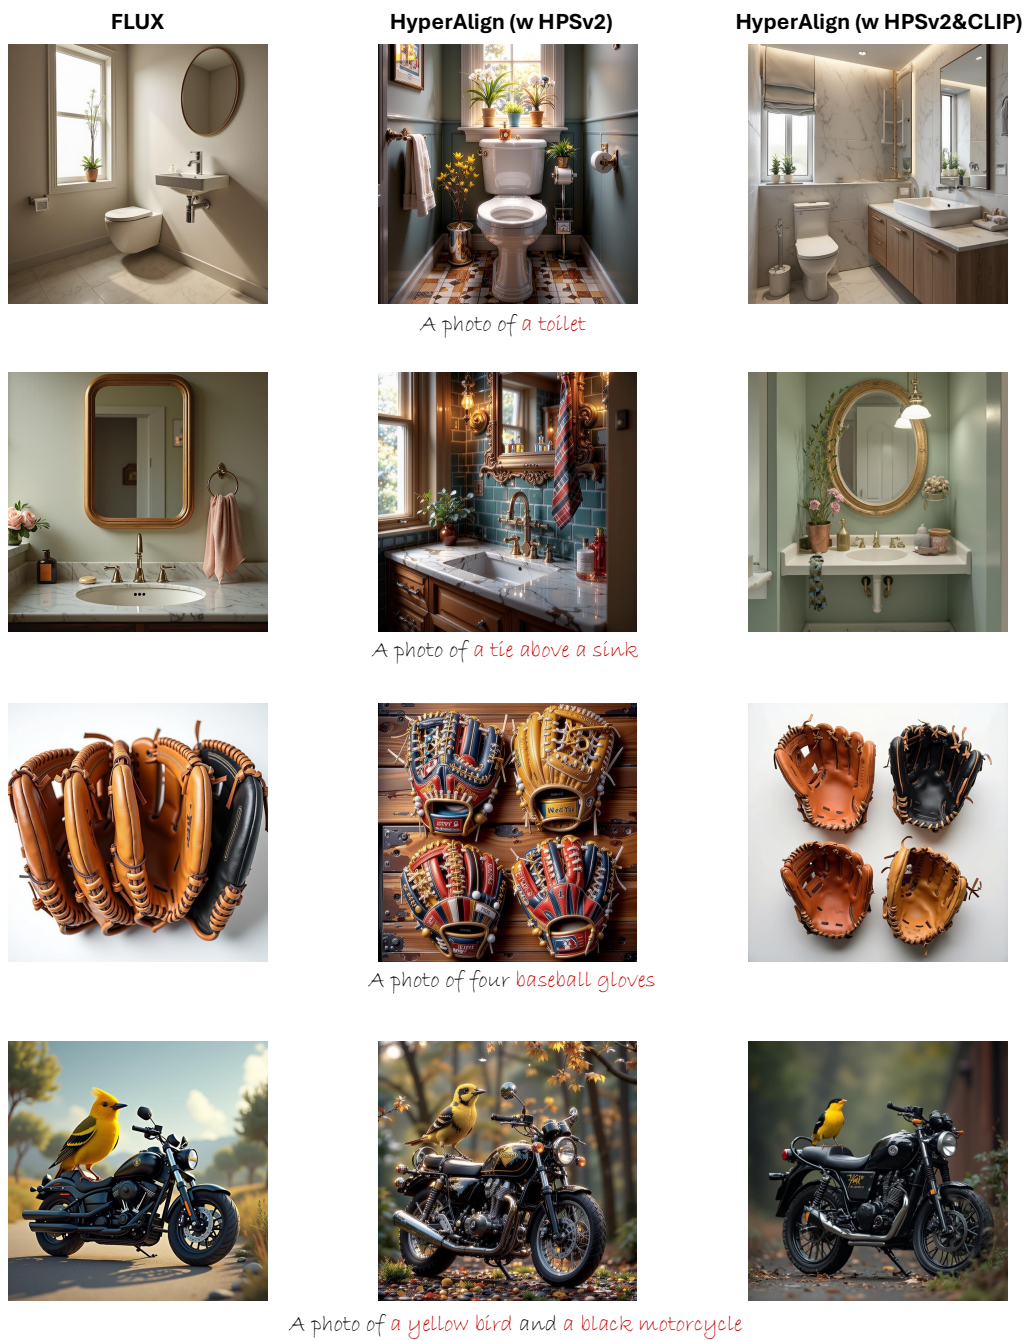 FLUX
HyperAlign (w HPSv2)
HyperAlign (w HPSv2&CLIP)
A photo of a toilet
A photo of a tie above a sink
A photo of four baseball gloves
A photo of a yellow bird and a black motorcycle